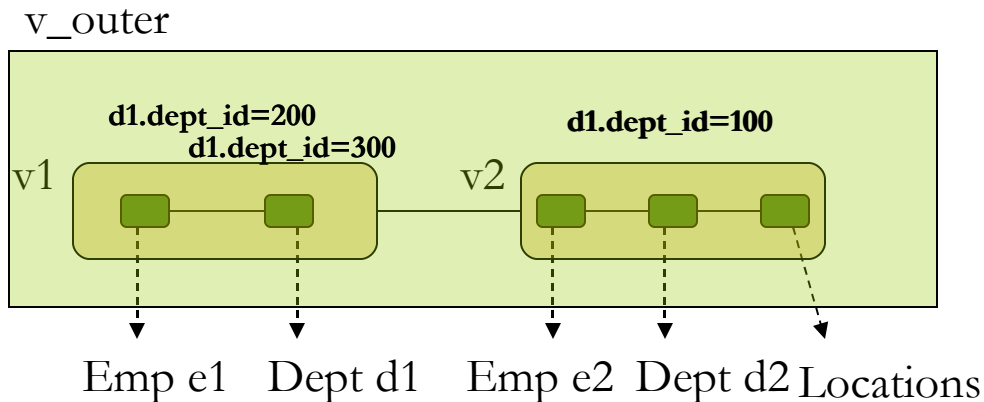 v_outer
d1.dept_id=200
d1.dept_id=300
d1.dept_id=100
v1
v2
Emp e1
Dept d1
Emp e2
Dept d2
Locations